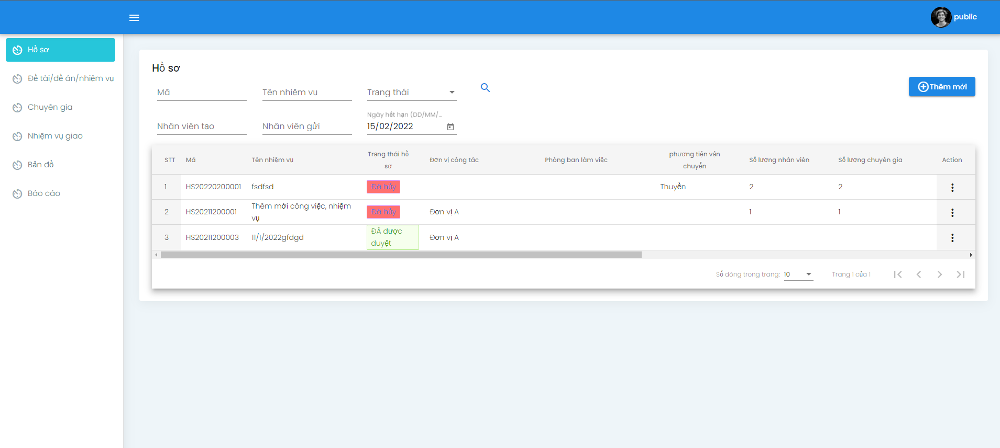 public
Hồ sơ
Đề tài/đề án/nhiệm vụ
Chuyên gia
Nhiệm vụ giao
Bản đồ
Báo cáo
Hồ sơ
Mã
Tên nhiệm vụ
Trạng thái
Thêm mới
Nhân viên tạo
Nhân viên gửi
Ngày hết hạn (DD/MM/...
15/02/2022
STT
Mã
Tên nhiệm vụ
Trạng thái hồ
sơ
Đơn vị công tác
Phòng ban làm việc
phương tiện vận
chuyển
Số lượng nhân viên
Số lượng chuyên gia
Action
1
HS20220200001
fsdfsd
Đã hủy
Thuyền
2
2
2
HS20211200001
Thêm mới công việc, nhiệm
vụ
Đã hủy
Đơn vị A
1
1
3
HS20211200003
11/1/2022gfdgd
ĐÃ được
duyệt
Đơn vị A
Số dòng trong trang: 10
Trang 1 của 1